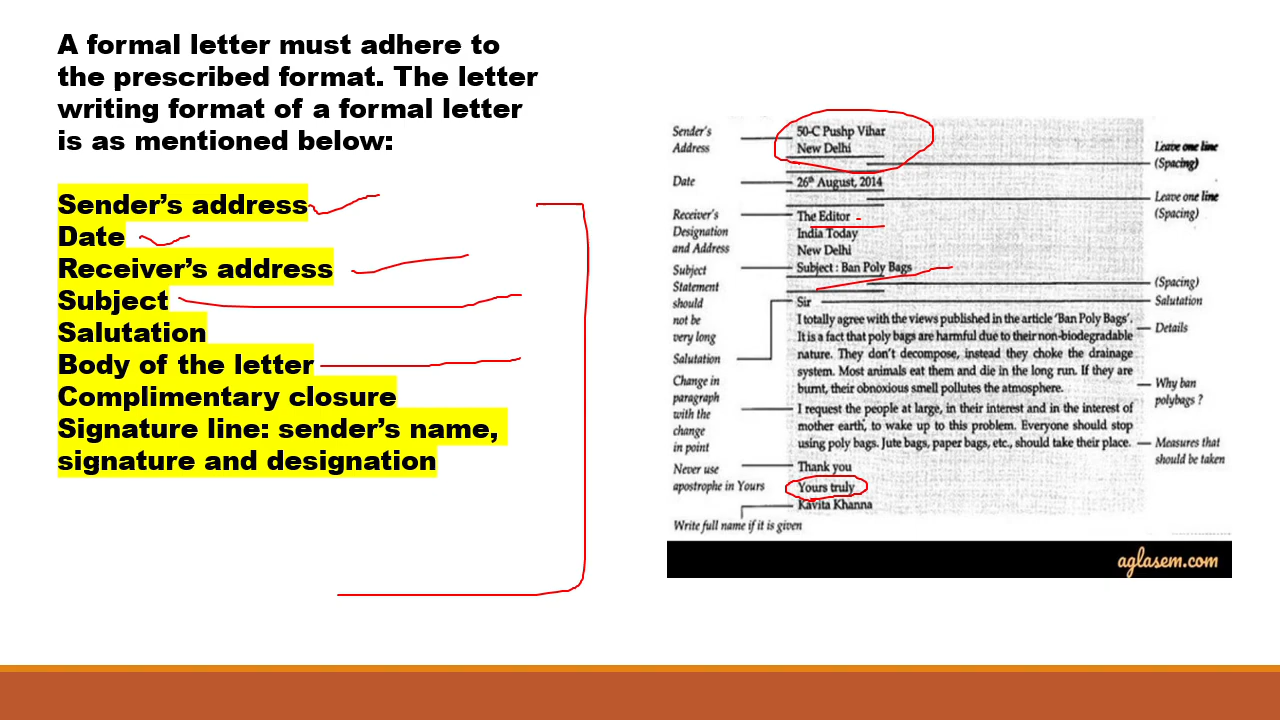 A formal letter must adhere to
the prescribed format. The letter
writing format of a formal letter
is as mentioned below:
Sender’s address
Date
Receiver’s address
Subject
Salutation
Body of the letter
Complimentary closure
Signature line: sender’s name,
signature and designation
Sender's
Address
50-C Pushp Vihar
New Delhi
Leave one line
(Spacing)
Date
26th August, 2014
Leave one line
(Spacing)
Receiver's
Designation
and Address
The Editor
India Today
New Delhi
Subject
Statement
should
not be
very long
Subject : Ban Poly Bags
(Spacing)
Salutation
Sir
Salutation
I totally agree with the views published in the article 'Ban Poly Bags'.
It is a fact that poly bags are harmful due to their non-biodegradable
nature. They don't decompose, instead they choke the drainage
system. Most animals eat them and die in the long run. If they are
burnt, their obnoxious smell pollutes the atmosphere.
Details
Why ban
polybags ?
Change in
paragraph
with the
change
in point
I request the people at large, in their interest and in the interest of
mother earth, to wake up to this problem. Everyone should stop
using poly bags. Jute bags, paper bags, etc., should take their place.
Measures that
should be taken
Never use
apostrophe in Yours
Thank you
Yours truly
Kavita Khanna
Write full name if it is given
aglasem.com